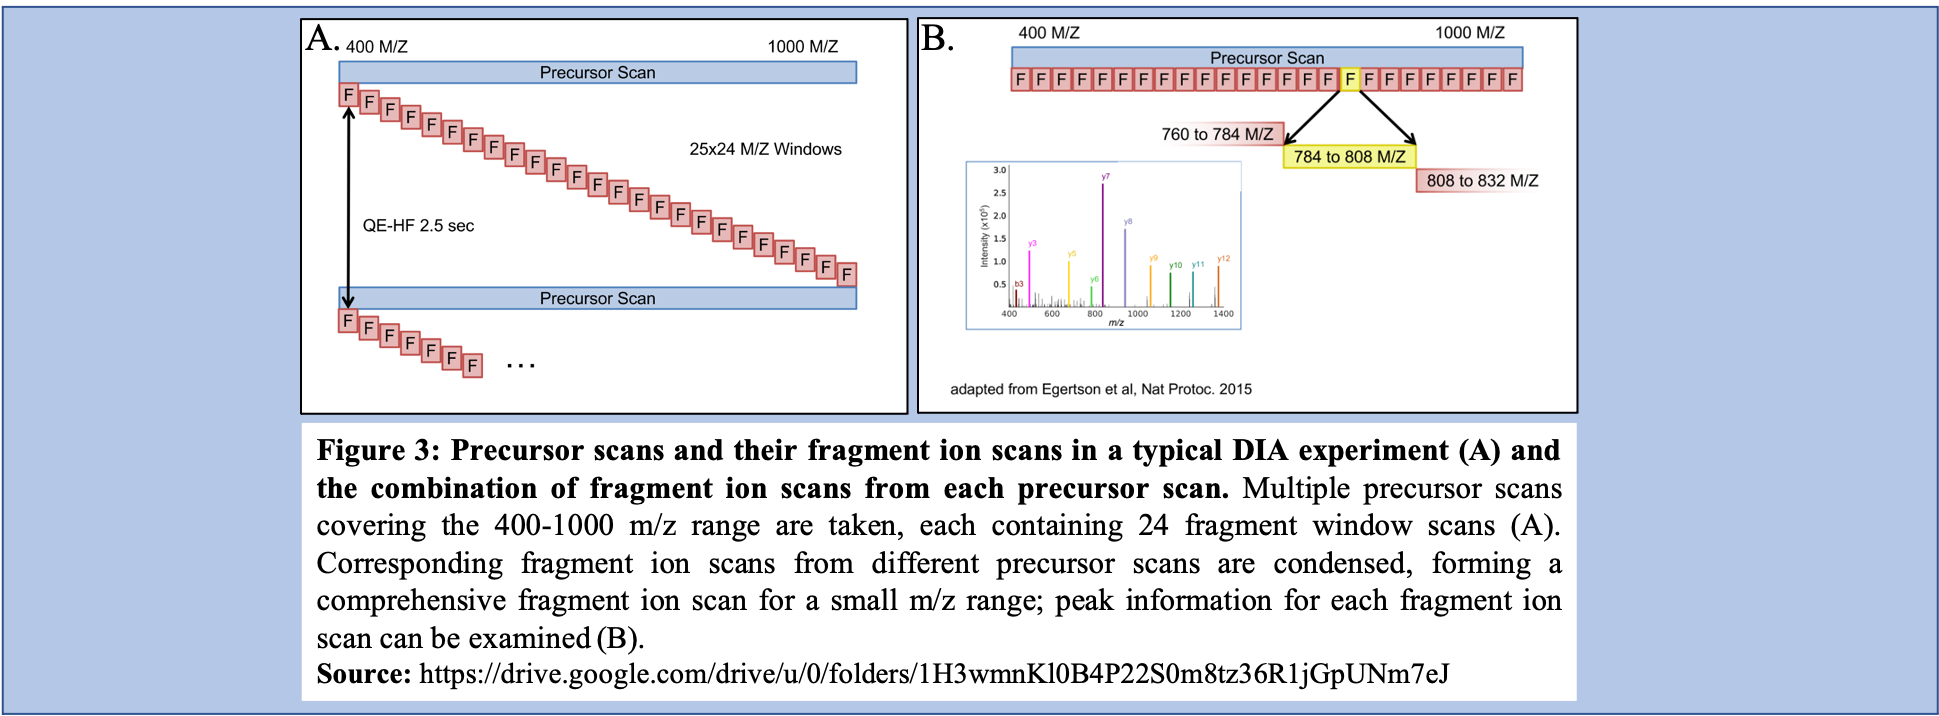 A.
400 M/Z 1000 M/Z
Precursor Scan
F F F F F F F F F F F F F F F F F F F F F F F F F
25x24 M/Z Windows
QE-HF 2.5 sec
Precursor Scan
F F F F F F F ...
B.
400 M/Z 1000 M/Z
Precursor Scan
F F F F F F F F F F F F F F F F F F F F F F F F F
760 to 784 M/Z
784 to 808 M/Z
808 to 832 M/Z
Intensity (x10⁵)
3.0
2.5
2.0
1.5
1.0
0.5
b3 y3 y5 y6 y7 y8 y9 y10 y11 y12
400 600 800 1000 1200 1400
m/z
adapted from Egertson et al, Nat Protoc. 2015
Figure 3: Precursor scans and their fragment ion scans in a typical DIA experiment (A) and
the combination of fragment ion scans from each precursor scan. Multiple precursor scans
covering the 400-1000 m/z range are taken, each containing 24 fragment window scans (A).
Corresponding fragment ion scans from different precursor scans are condensed, forming a
comprehensive fragment ion scan for a small m/z range; peak information for each fragment ion
scan can be examined (B).
Source: https://drive.google.com/drive/u/0/folders/1H3wmnKl0B4P22S0m8tz36R1jGpUNm7eJ